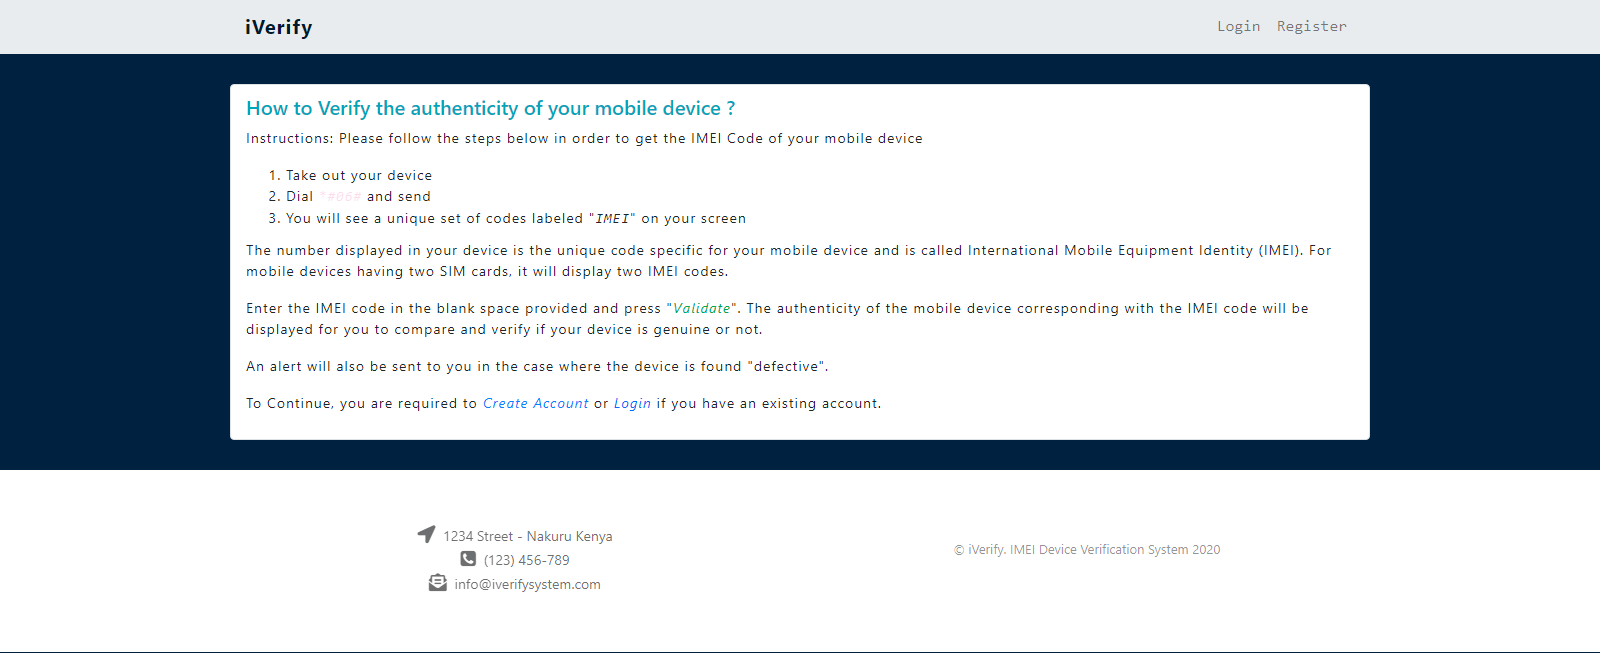 iVerify
Login Register
How to Verify the authenticity of your mobile device ?
Instructions: Please follow the steps below in order to get the IMEI Code of your mobile device
1. Take out your device
2. Dial *#06# and send
3. You will see a unique set of codes labeled "IMEI" on your screen
The number displayed in your device is the unique code specific for your mobile device and is called International Mobile Equipment Identity (IMEI). For
mobile devices having two SIM cards, it will display two IMEI codes.
Enter the IMEI code in the blank space provided and press "Validate". The authenticity of the mobile device corresponding with the IMEI code will be
displayed for you to compare and verify if your device is genuine or not.
An alert will also be sent to you in the case where the device is found "defective".
To Continue, you are required to Create Account or Login if you have an existing account.
1234 Street - Nakuru Kenya
(123) 456-789
info@iverifysystem.com
© iVerify. IMEI Device Verification System 2020